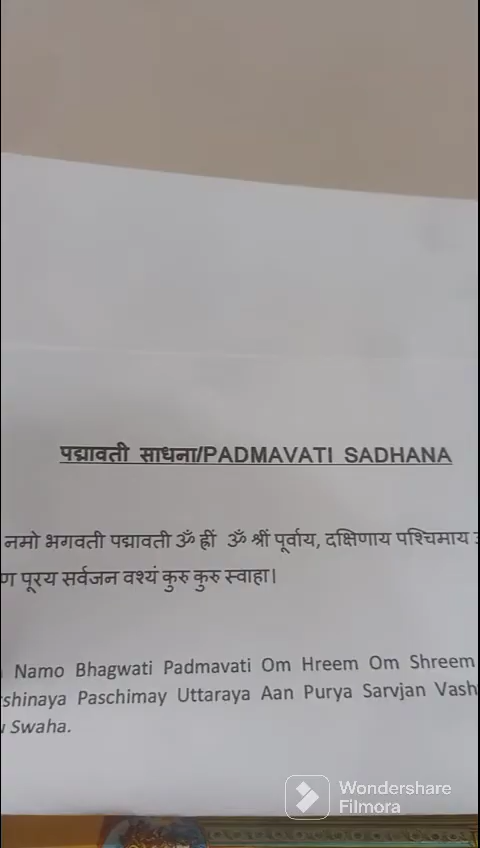 पद्मावती साधना/PADMAVATI SADHANA
नमो भगवती पद्मावती ॐ ह्रीं ॐ श्रीं पूर्वाय, दक्षिणाय पश्चिमाय
ण पूरय सर्वजन वश्यं कुरु कुरु स्वाहा।
Namo Bhagwati Padmavati Om Hreem Om Shreem
shinaya Paschimay Uttaraya Aan Purya Sarvjan Vash
Swaha.
Wondershare
Filmora